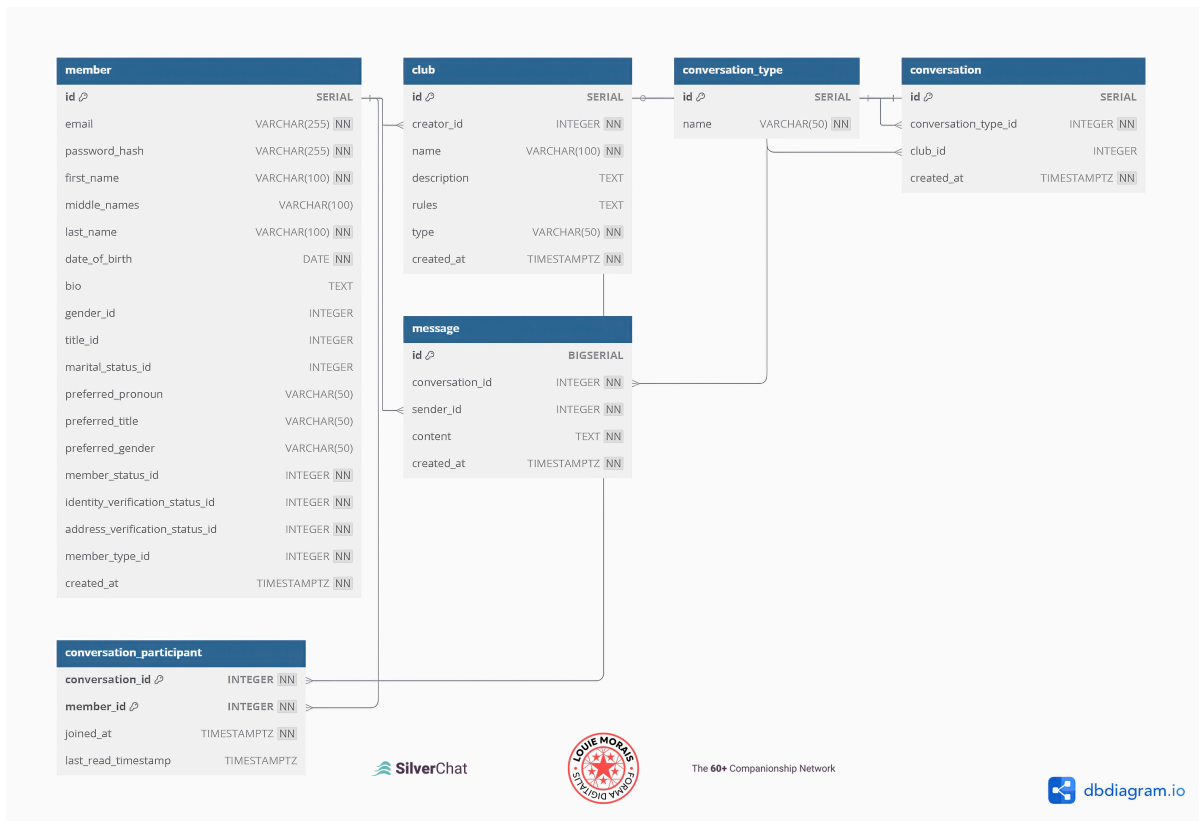 member
id SERIAL
email VARCHAR(255) NN
password_hash VARCHAR(255) NN
first_name VARCHAR(100) NN
middle_names VARCHAR(100)
last_name VARCHAR(100) NN
date_of_birth DATE NN
bio TEXT
gender_id INTEGER
title_id INTEGER
marital_status_id INTEGER
preferred_pronoun VARCHAR(50)
preferred_title VARCHAR(50)
preferred_gender VARCHAR(50)
member_status_id INTEGER NN
identity_verification_status_id INTEGER NN
address_verification_status_id INTEGER NN
member_type_id INTEGER NN
created_at TIMESTAMPTZ NN
club
id SERIAL
creator_id INTEGER NN
name VARCHAR(100) NN
description TEXT
rules TEXT
type VARCHAR(50) NN
created_at TIMESTAMPTZ NN
conversation_type
id SERIAL
name VARCHAR(50) NN
conversation
id SERIAL
conversation_type_id INTEGER NN
club_id INTEGER
created_at TIMESTAMPTZ NN
message
id BIGSERIAL
conversation_id INTEGER NN
sender_id INTEGER NN
content TEXT NN
created_at TIMESTAMPTZ NN
conversation_participant
conversation_id INTEGER NN
member_id INTEGER NN
joined_at TIMESTAMPTZ NN
last_read_timestamp TIMESTAMPTZ
SilverChat
LOUIE MORAIS
FORMA DIGITALIS
The 60+ Companionship Network
dbdiagram.io